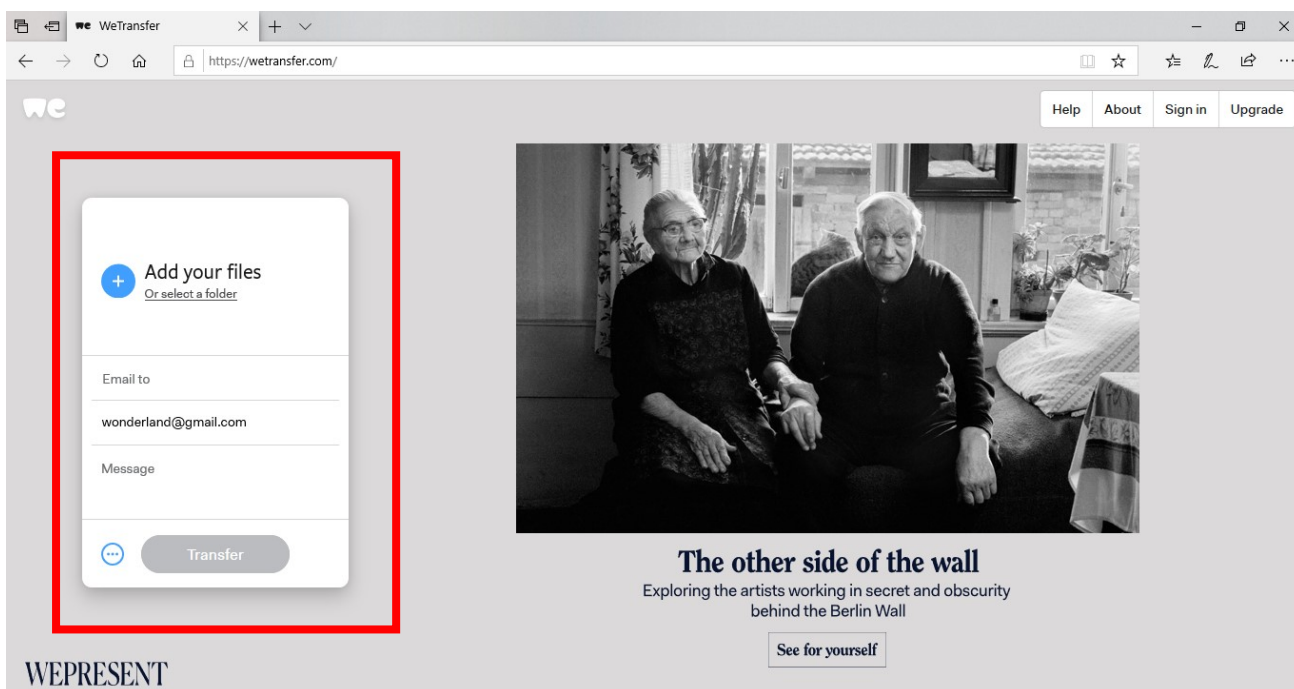 we WeTransfer
https://wetransfer.com/
we
Help About Sign in Upgrade
Add your files
Or select a folder
Email to
wonderland@gmail.com
Message
Transfer
The other side of the wall
Exploring the artists working in secret and obscurity
behind the Berlin Wall
See for yourself
WEPRESENT